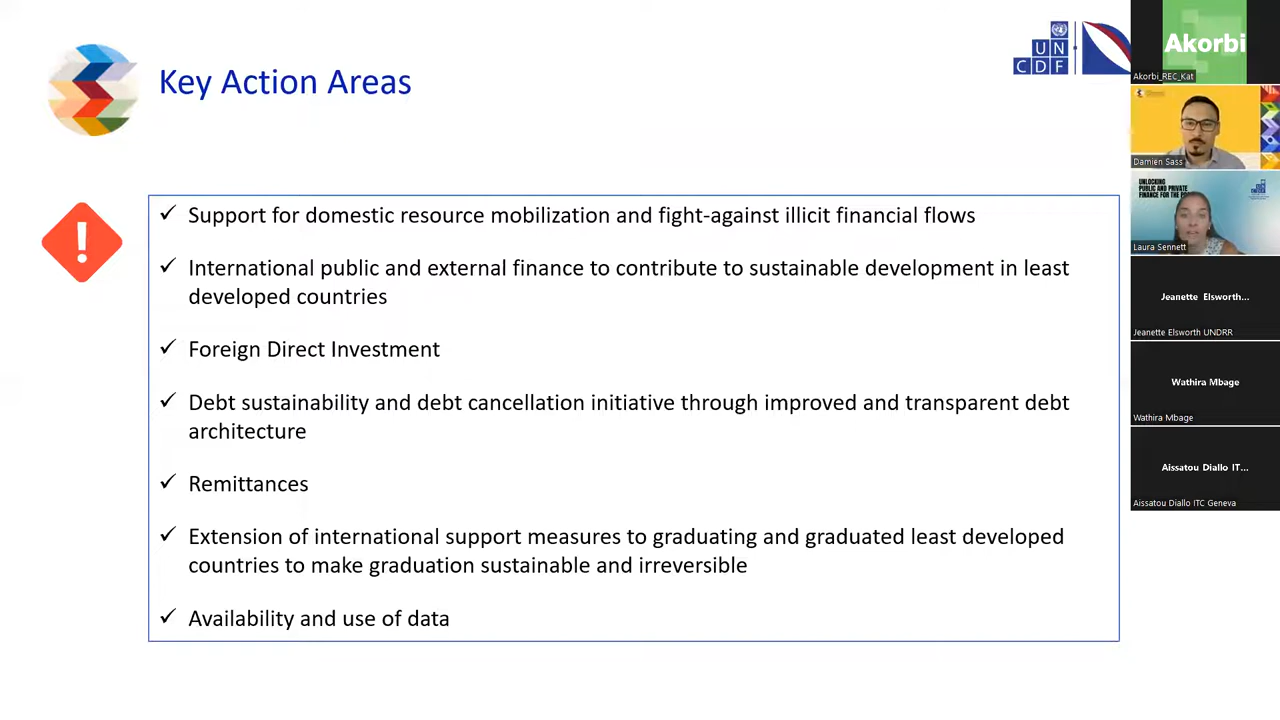 Key Action Areas
UN
CDF
Support for domestic resource mobilization and fight-against illicit financial flows
International public and external finance to contribute to sustainable development in least
developed countries
Foreign Direct Investment
Debt sustainability and debt cancellation initiative through improved and transparent debt
architecture
Remittances
Extension of international support measures to graduating and graduated least developed
countries to make graduation sustainable and irreversible
Availability and use of data
Akorbi
Akorbi_REC_Kat
Damien Sass
UNLOCKING
PUBLIC AND PRIVATE
FINANCE FOR THE
Laura Sennett
Jeanette Elsworth...
Jeanette Elsworth UNDRR
Wathira Mbage
Wathira Mbage
Aissatou Diallo IT...
Aissatou Diallo ITC Geneva